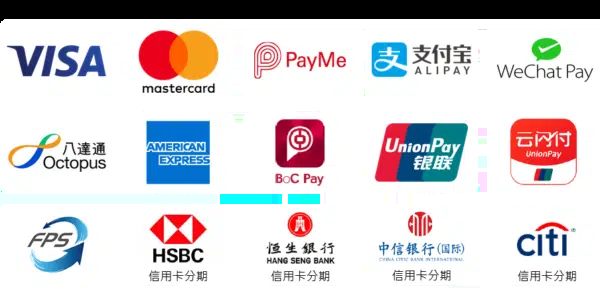 VISA
mastercard
PayMe
支 支付宝
ALIPAY
WeChat Pay
八達通
Octopus
AMERICAN
EXPRESS
BoC Pay
UnionPay
银联
云闪付
UnionPay
FPS
HSBC
信用卡分期
恒生銀行
HANG SENG BANK
信用卡分期
中信银行(国际)
CHINA CITIC BANK INTERNATIONAL
信用卡分期
citi
信用卡分期